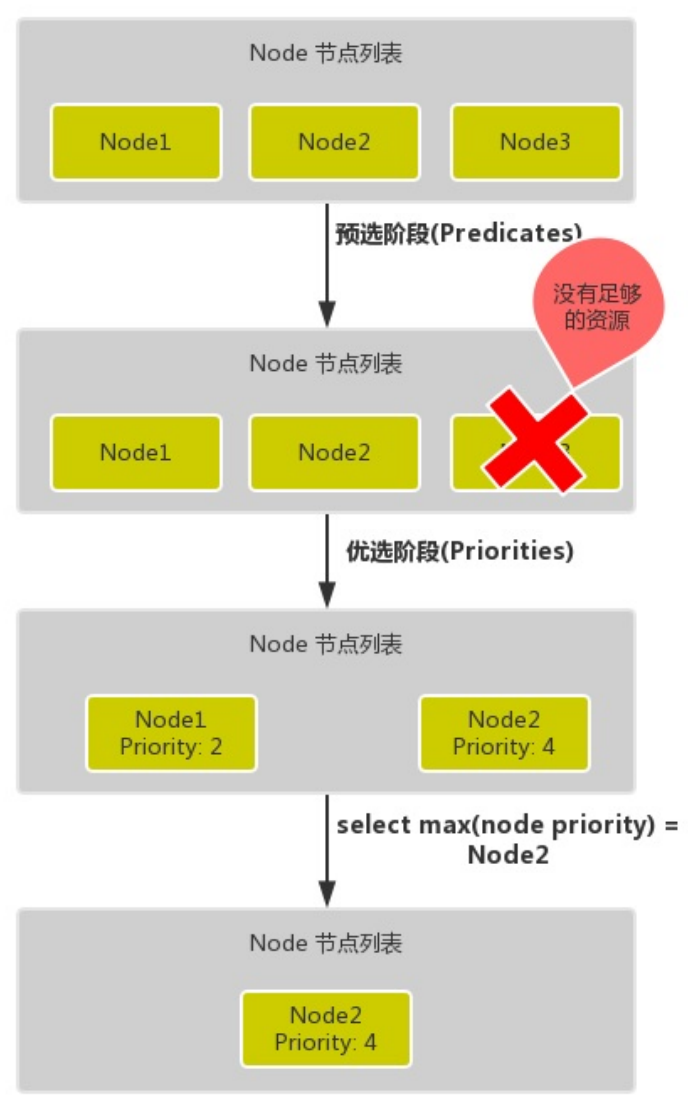 Node 节点列表
Node1
Node2
Node3
预选阶段(Predicates)
没有足够
的资源
Node 节点列表
Node1
Node2
优选阶段(Priorities)
Node 节点列表
Node1
Priority: 2
Node2
Priority: 4
select max(node priority) =
Node2
Node 节点列表
Node2
Priority: 4